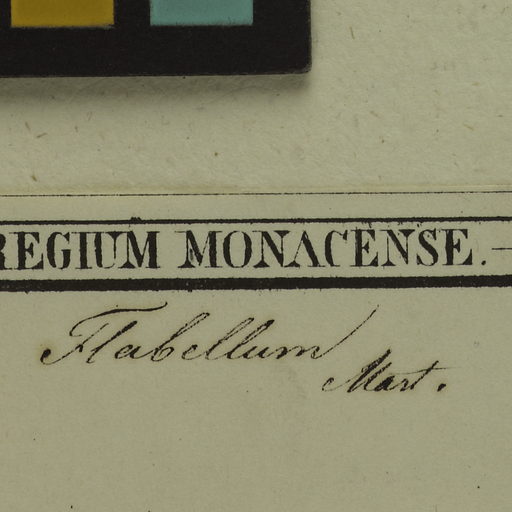 REGIUM MONACENSE.—
Flabellum
Mart.